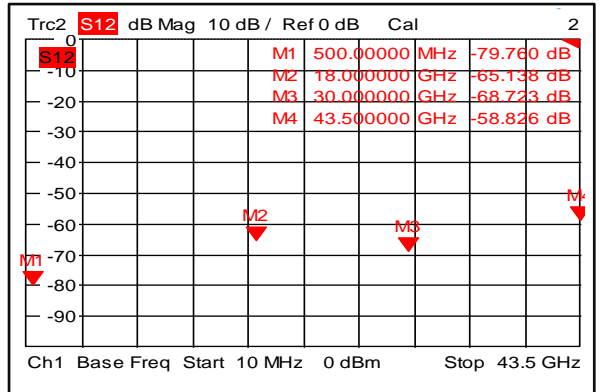 Trc2 S12 dB Mag 10 dB / Ref 0 dB Cal 2
0
S12
M1 500.00000 MHz -79.760 dB
-10
M2 18.000000 GHz -65.138 dB
M3 30.000000 GHz -68.723 dB
-20
M4 43.500000 GHz -58.826 dB
-30
-40
-50
M4
-60
M2
M3
-70
M1
-80
-90
Ch1 Base Freq Start 10 MHz 0 dBm Stop 43.5 GHz